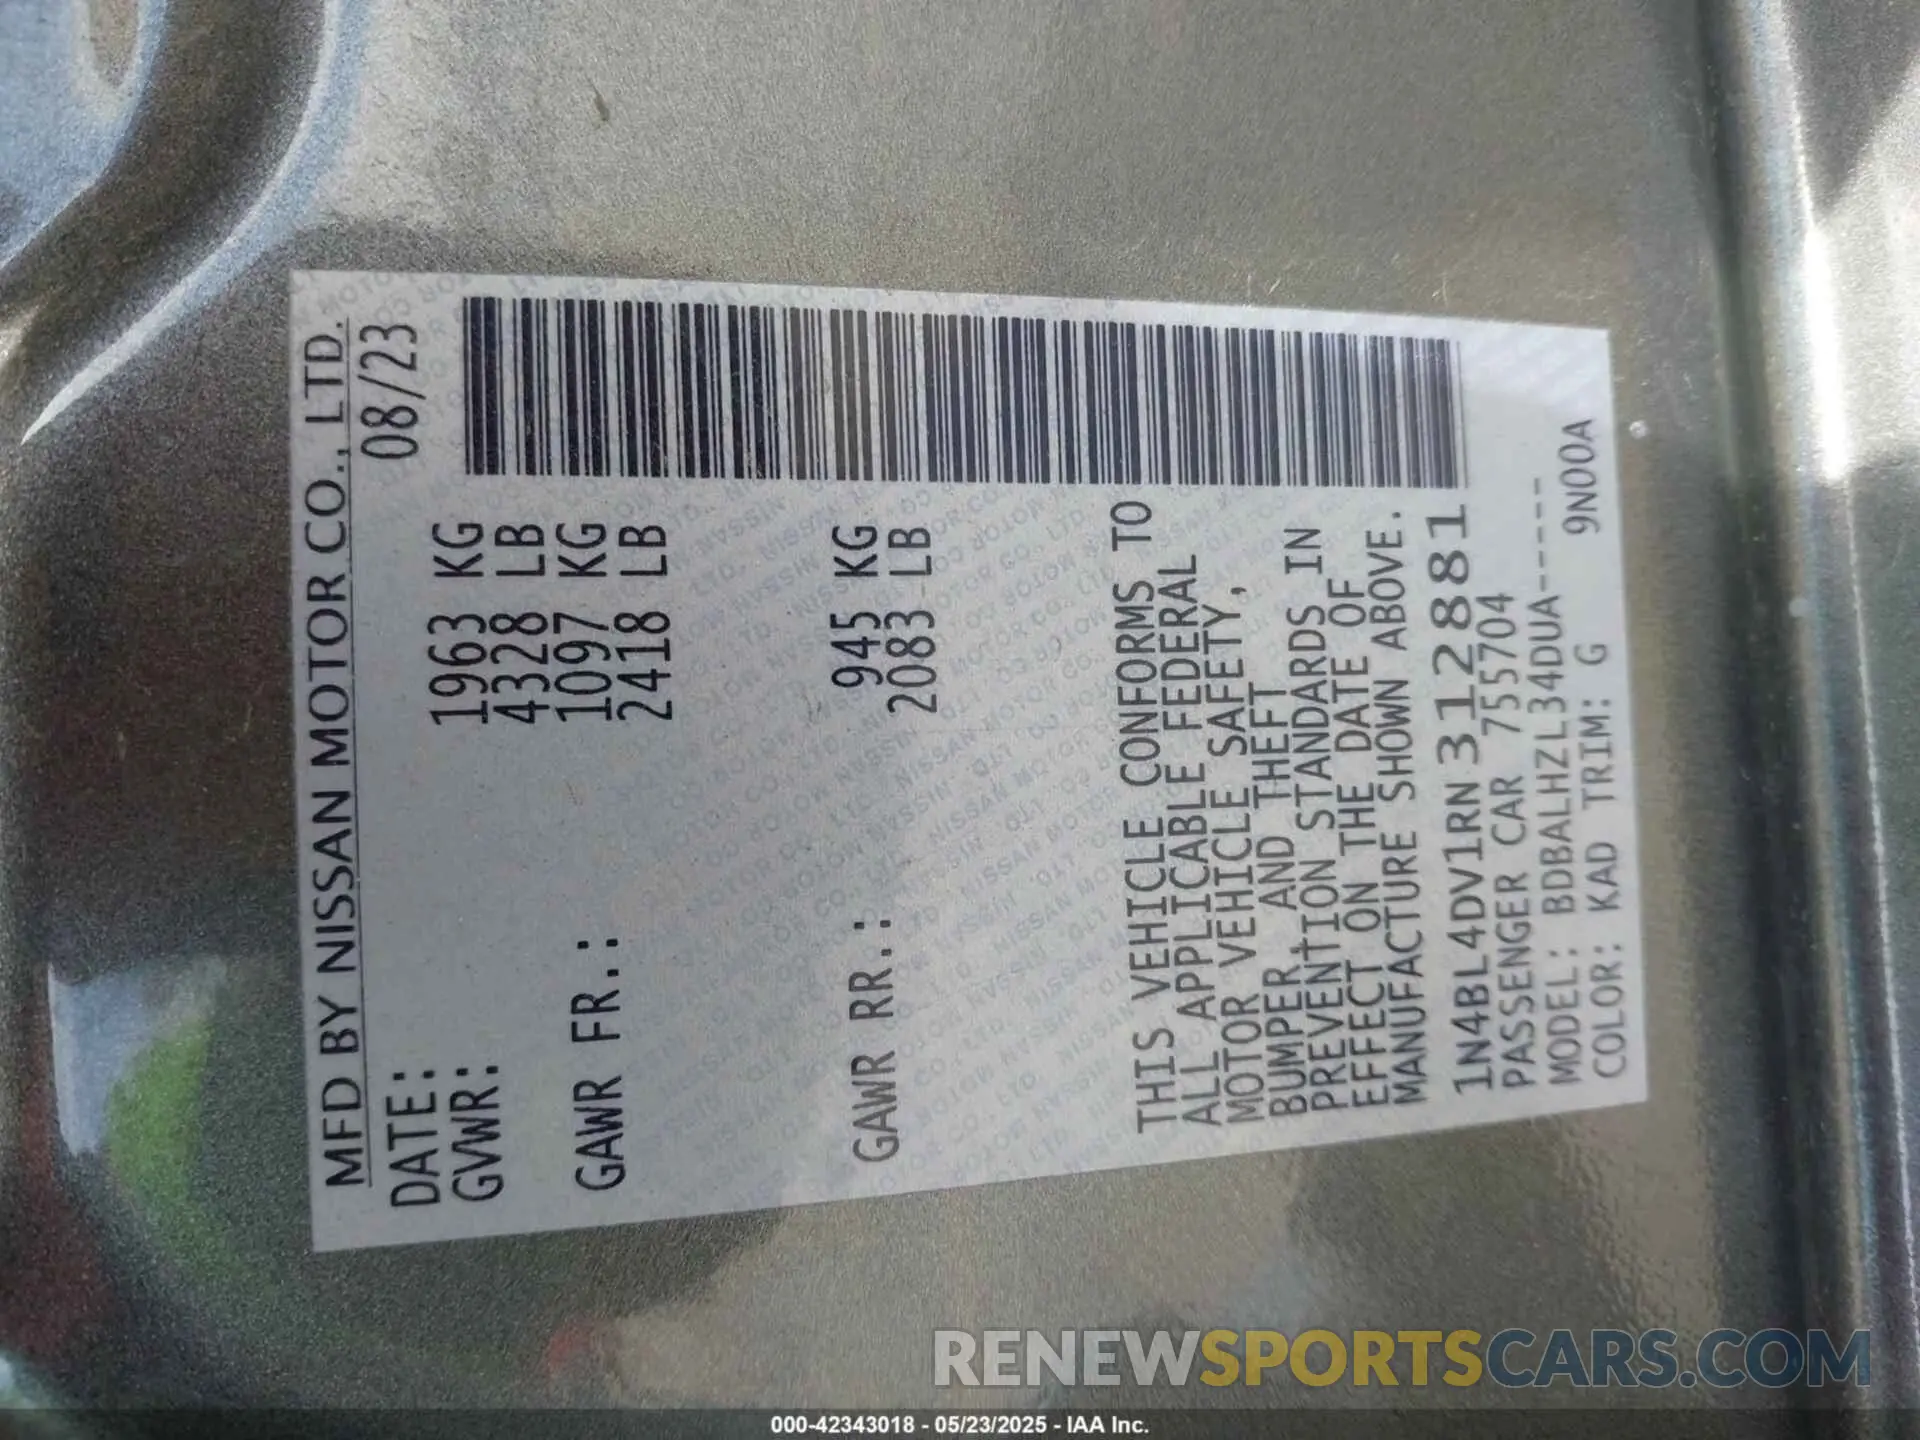 MFD BY NISSAN MOTOR CO., LTD.
DATE: 08/23
GVWR: 1963 KG
4328 LB
GAWR FR.: 1097 KG
2418 LB
GAWR RR.: 945 KG
2083 LB
THIS VEHICLE CONFORMS TO
ALL APPLICABLE FEDERAL
MOTOR VEHICLE SAFETY,
BUMPER, AND THEFT
PREVENTION STANDARDS IN
EFFECT ON THE DATE OF
MANUFACTURE SHOWN ABOVE.
1N4BL4DV1RN312881
PASSENGER CAR 7555704
MODEL: BDBALHZL34DUA-----
COLOR: KAD TRIM: G 9N00A
RENEWSPORTSCARS.COM
000-42343018 - 05/23/2025 - IAA Inc.